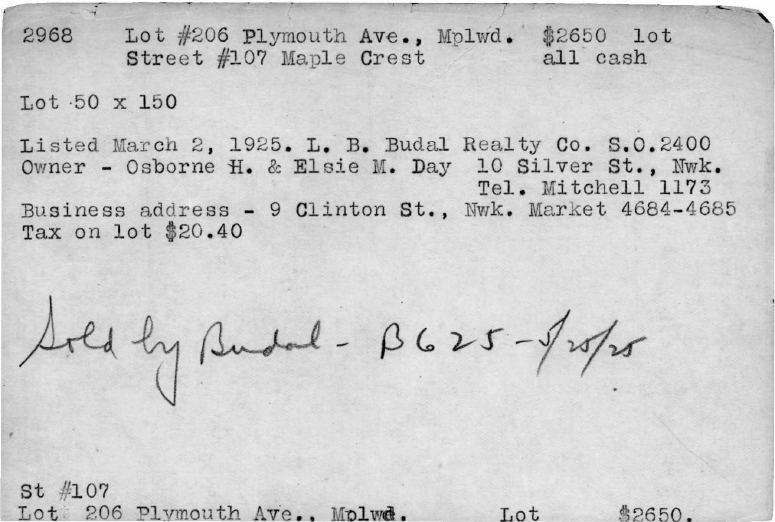 2968 Lot #206 Plymouth Ave., Mplwd. $2650 lot
Street #107 Maple Crest all cash
Lot 50 x 150
Listed March 2, 1925. L. B. Budal Realty Co. S.O.2400
Owner - Osborne H. & Elsie M. Day 10 Silver St., Nwk.
Tel. Mitchell 1173
Business address - 9 Clinton St., Nwk. Market 4684-4685
Tax on lot $20.40
Sold by Budal - B625 - 5/25/25
St #107
Lot 206 Plymouth Ave., Mplwd. Lot $2650.